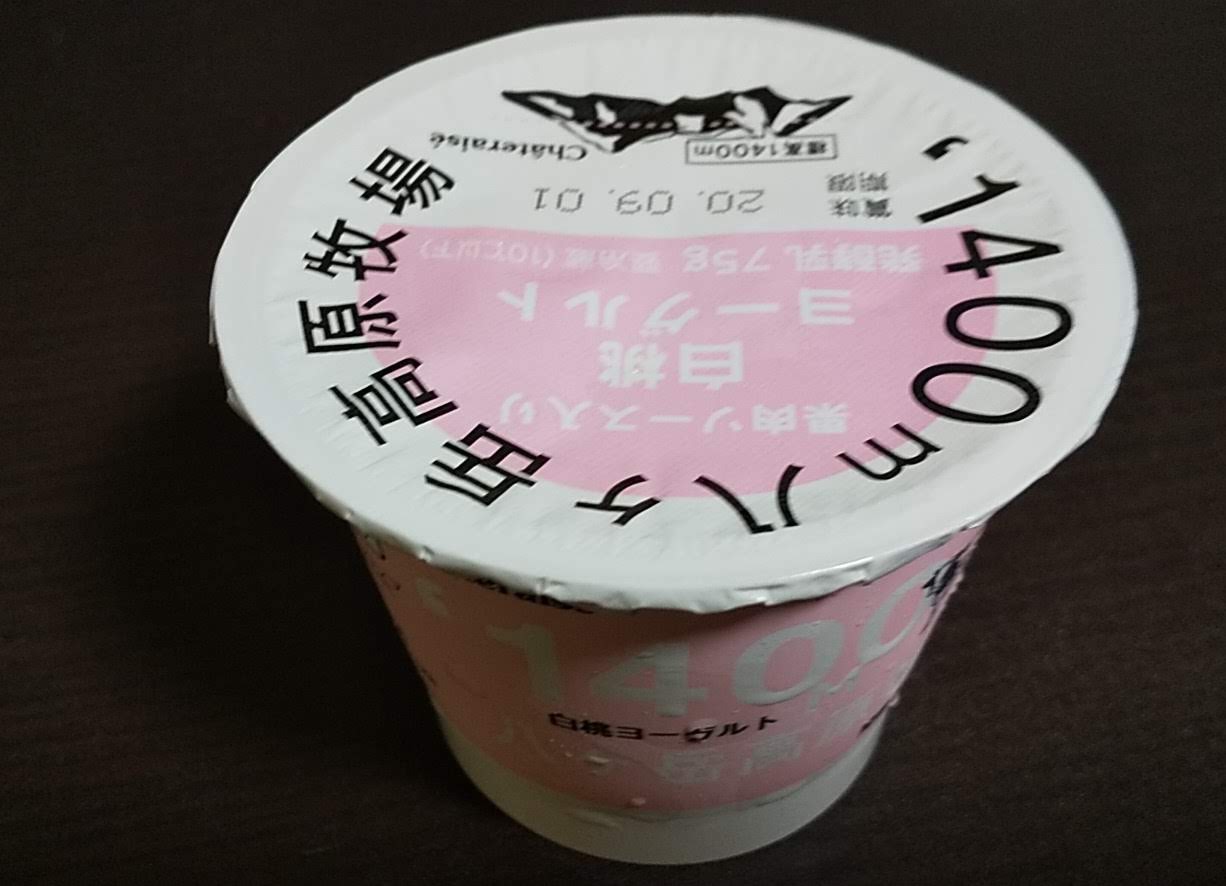 1,400m八ヶ岳高原牧場
標高1400m
Châteraisé
賞味
期限
20. 09. 01
発酵乳 75g 要冷蔵(10℃以下)
ヨーグルト
白桃
果肉ソース入り
1400
白桃ヨーグルト